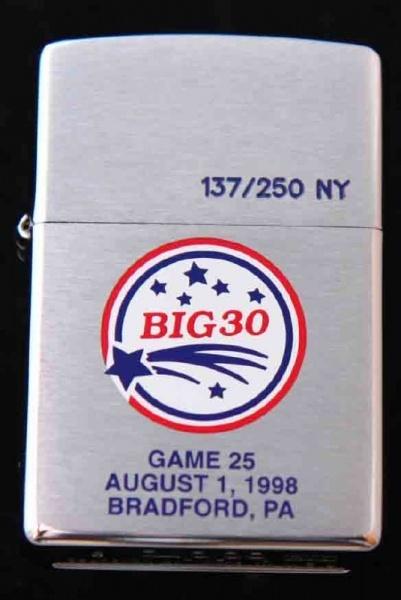 137/250 NY
BIG30
GAME 25
AUGUST 1, 1998
BRADFORD, PA